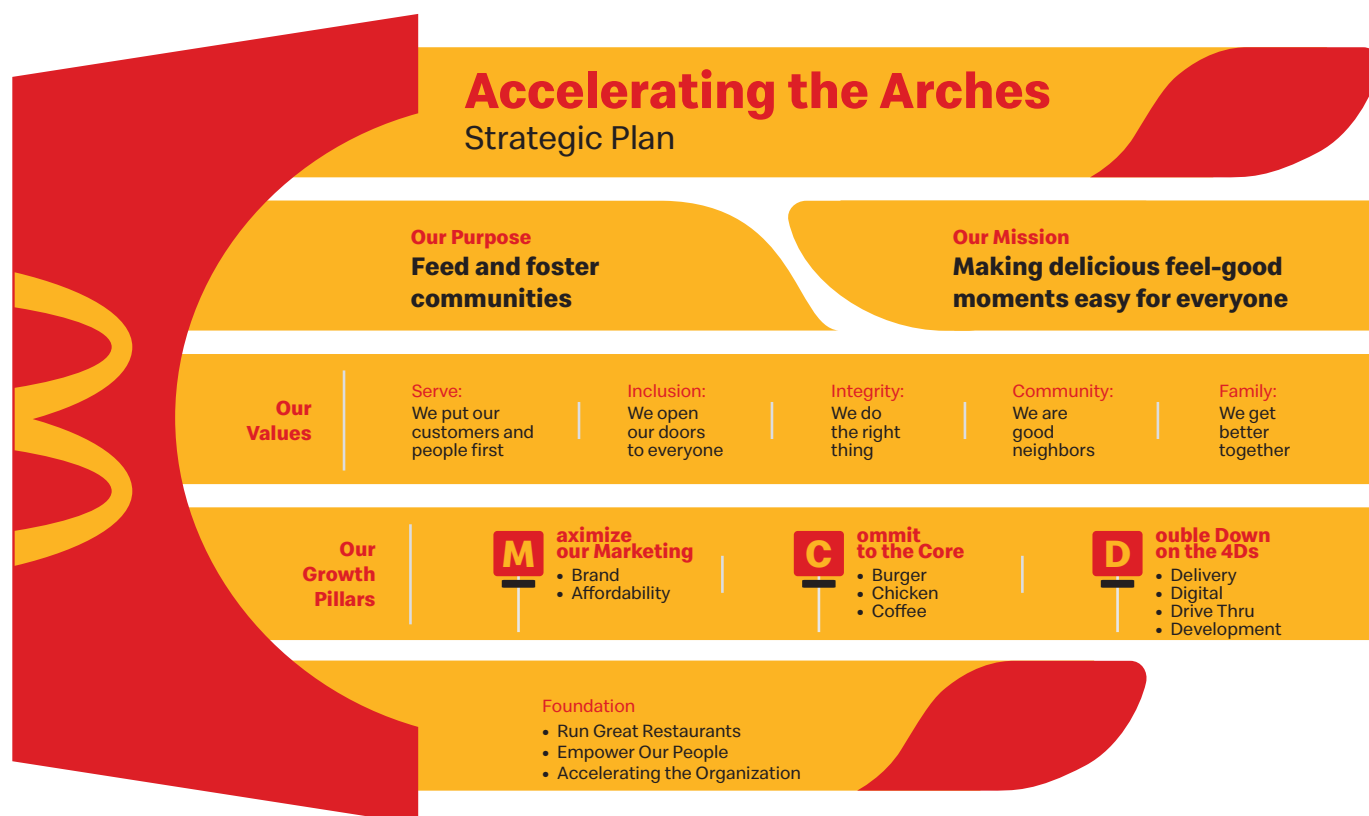 Accelerating the Arches
Strategic Plan
Our Purpose
Feed and foster
communities
Our Mission
Making delicious feel-good
moments easy for everyone
Our
Values
Serve:
We put our
customers and
people first
Inclusion:
We open
our doors
to everyone
Integrity:
We do
the right
thing
Community:
We are
good
neighbors
Family:
We get
better
together
Our
Growth
Pillars
Maximize
our Marketing
• Brand
• Affordability
Commit
to the Core
• Burger
• Chicken
• Coffee
Double Down
on the 4Ds
• Delivery
• Digital
• Drive Thru
• Development
Foundation
• Run Great Restaurants
• Empower Our People
• Accelerating the Organization